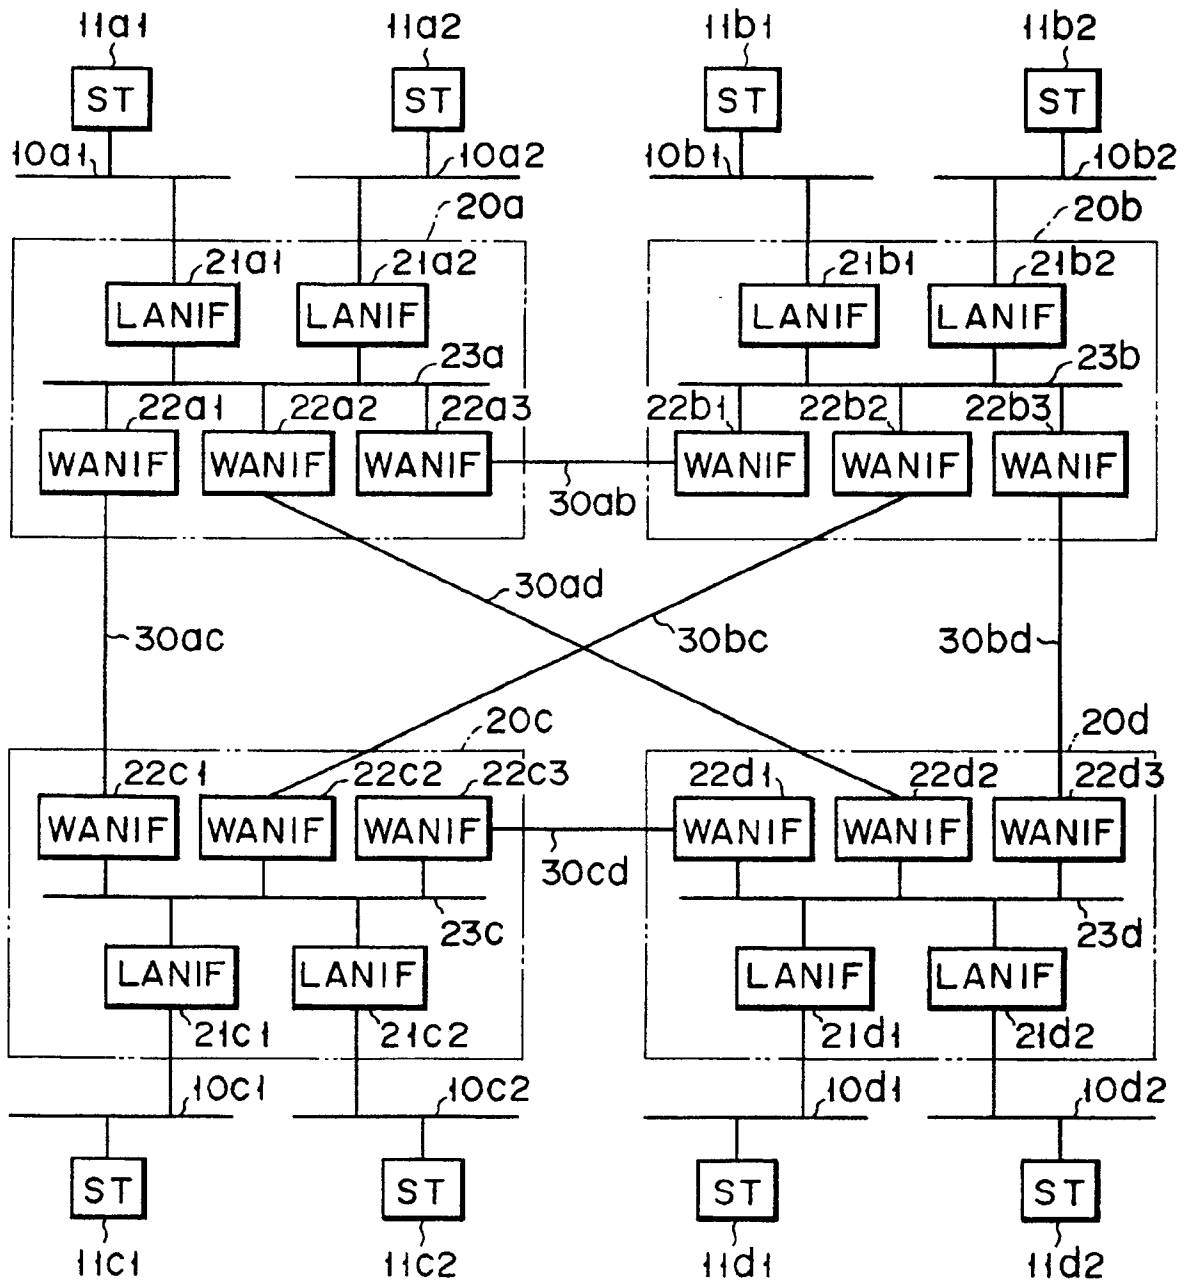 11a1 11a2 11b1 11b2
ST ST ST ST
10a1 10a2 10b1 10b2
20a 20b
21a1 21a2 21b1 21b2
LANIF LANIF LANIF LANIF
23a 23b
22a1 22a2 22a3 22b1 22b2 22b3
WANIF WANIF WANIF WANIF WANIF WANIF
30ab
30ad
30ac 30bc 30bd
20c 20d
22c1 22c2 22c3 22d1 22d2 22d3
WANIF WANIF WANIF WANIF WANIF WANIF
30cd
23c 23d
LANIF LANIF LANIF LANIF
21c1 21c2 21d1 21d2
10c1 10c2 10d1 10d2
ST ST ST ST
11c1 11c2 11d1 11d2